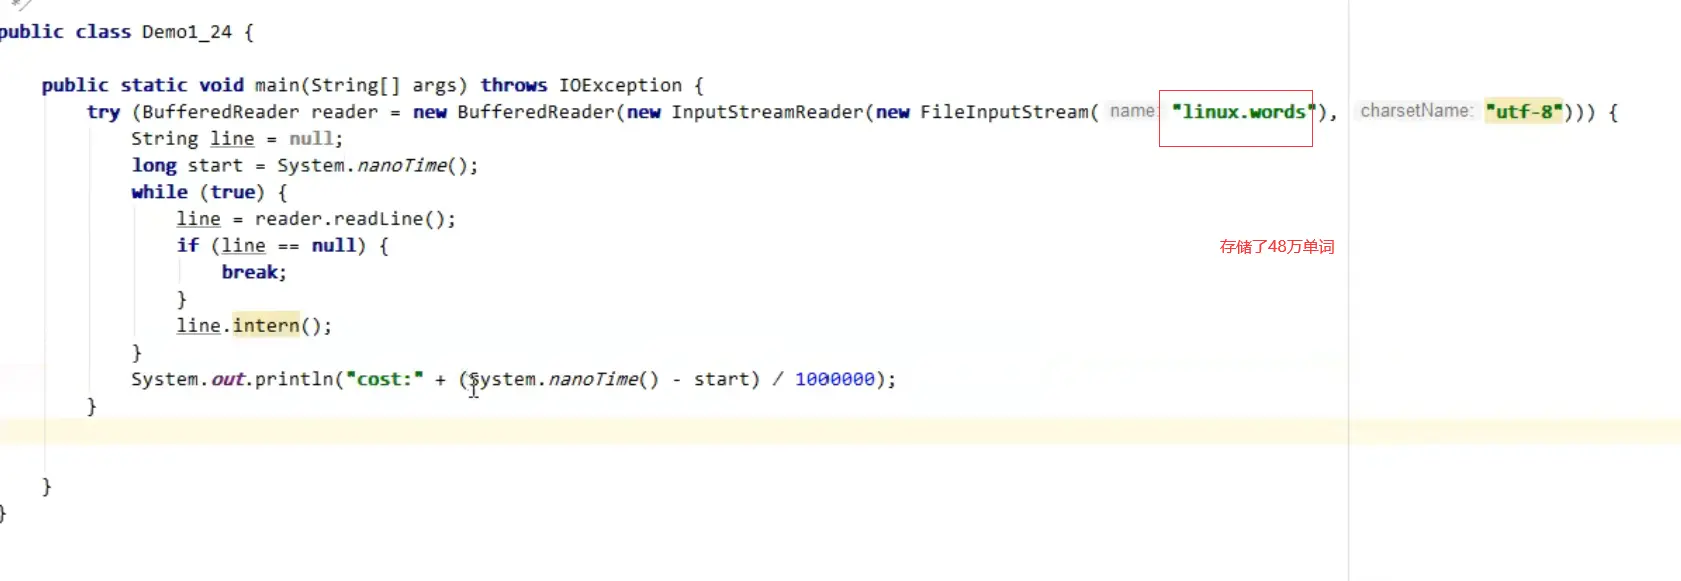 */
public class Demo1_24 {
public static void main(String[] args) throws IOException {
try (BufferedReader reader = new BufferedReader(new InputStreamReader(new FileInputStream( name: "linux.words"), charsetName: "utf-8"))) {
String line = null;
long start = System.nanoTime();
while (true) {
line = reader.readLine();
if (line == null) {
存储了48万单词
break;
}
line.intern();
}
System.out.println("cost:" + (System.nanoTime() - start) / 1000000);
}
}
}